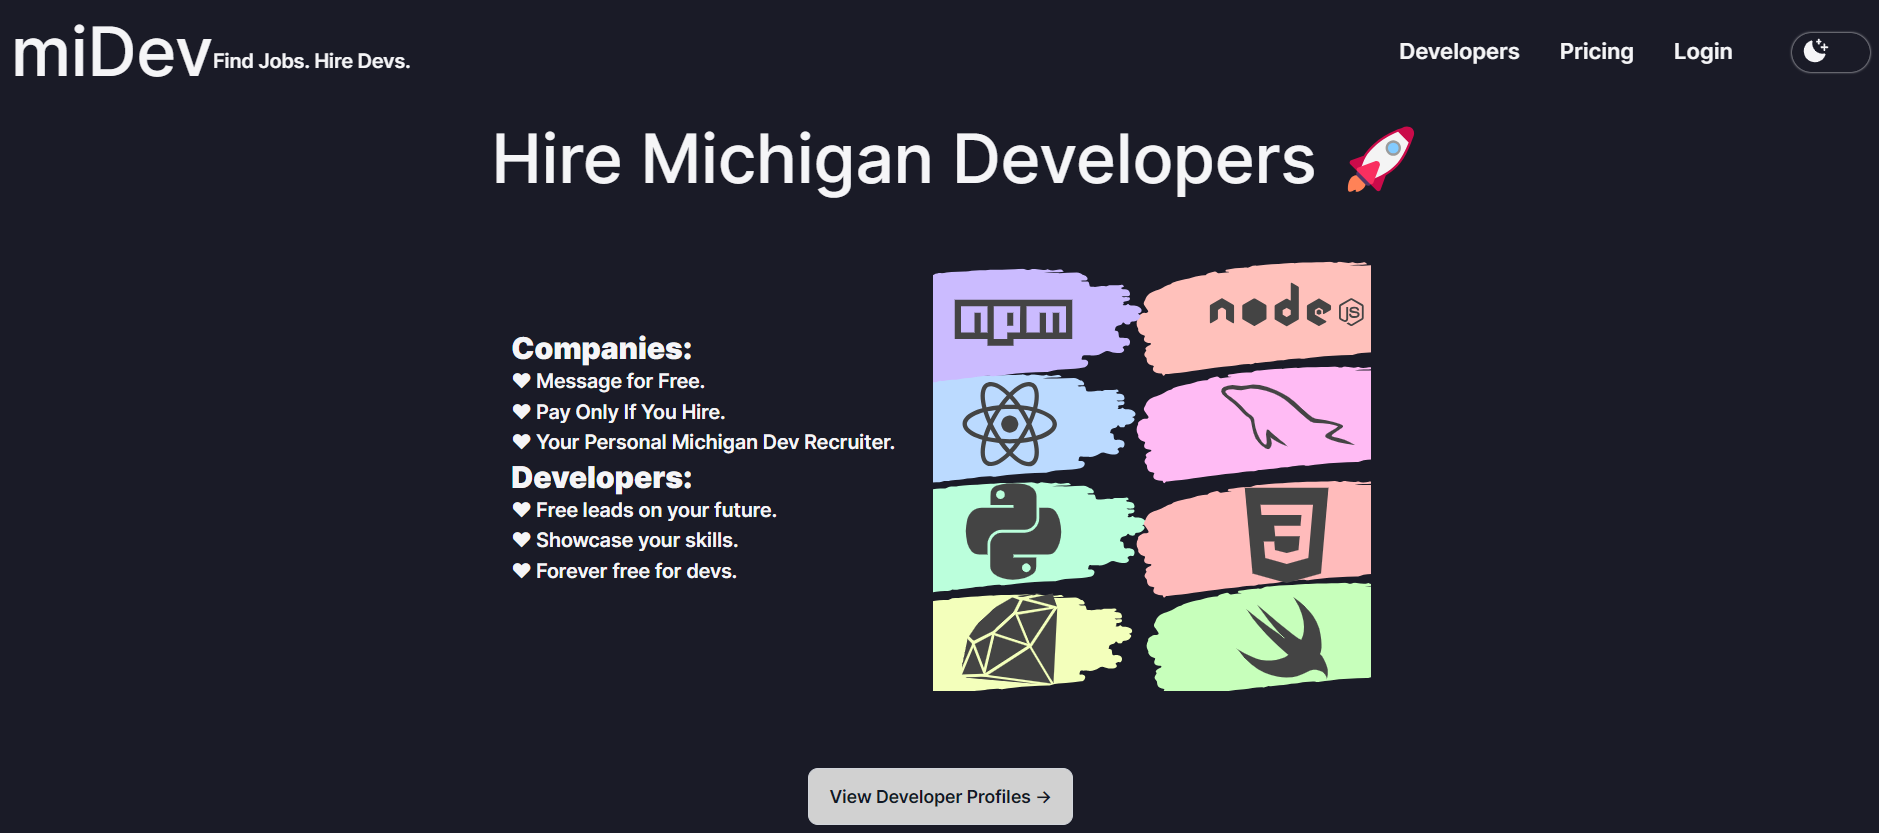 miDev Find Jobs. Hire Devs.
Developers Pricing Login
Hire Michigan Developers 🚀
npm
node JS
Companies:
♥ Message for Free.
♥ Pay Only If You Hire.
♥ Your Personal Michigan Dev Recruiter.
Developers:
♥ Free leads on your future.
♥ Showcase your skills.
♥ Forever free for devs.
3
View Developer Profiles →